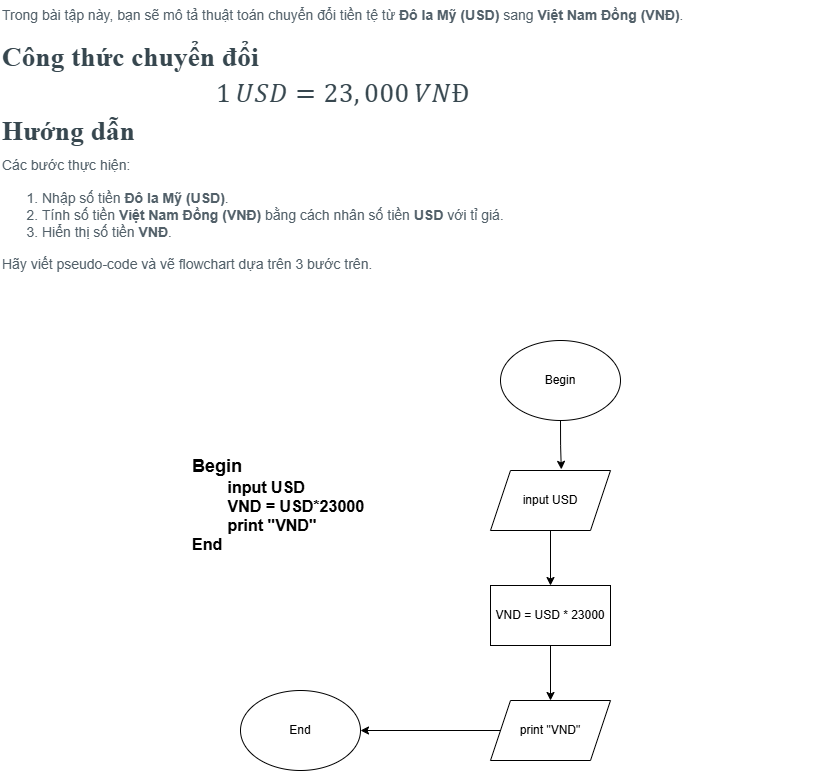 Trong bài tập này, bạn sẽ mô tả thuật toán chuyển đổi tiền tệ từ Đô la Mỹ (USD) sang Việt Nam Đồng (VNĐ).
Công thức chuyển đổi
1 USD = 23,000 VNĐ
Hướng dẫn
Các bước thực hiện:
1. Nhập số tiền Đô la Mỹ (USD).
2. Tính số tiền Việt Nam Đồng (VNĐ) bằng cách nhân số tiền USD với tỉ giá.
3. Hiển thị số tiền VNĐ.
Hãy viết pseudo-code và vẽ flowchart dựa trên 3 bước trên.
Begin
input USD
VND = USD*23000
print "VND"
End
Begin
input USD
VND = USD * 23000
print "VND"
End